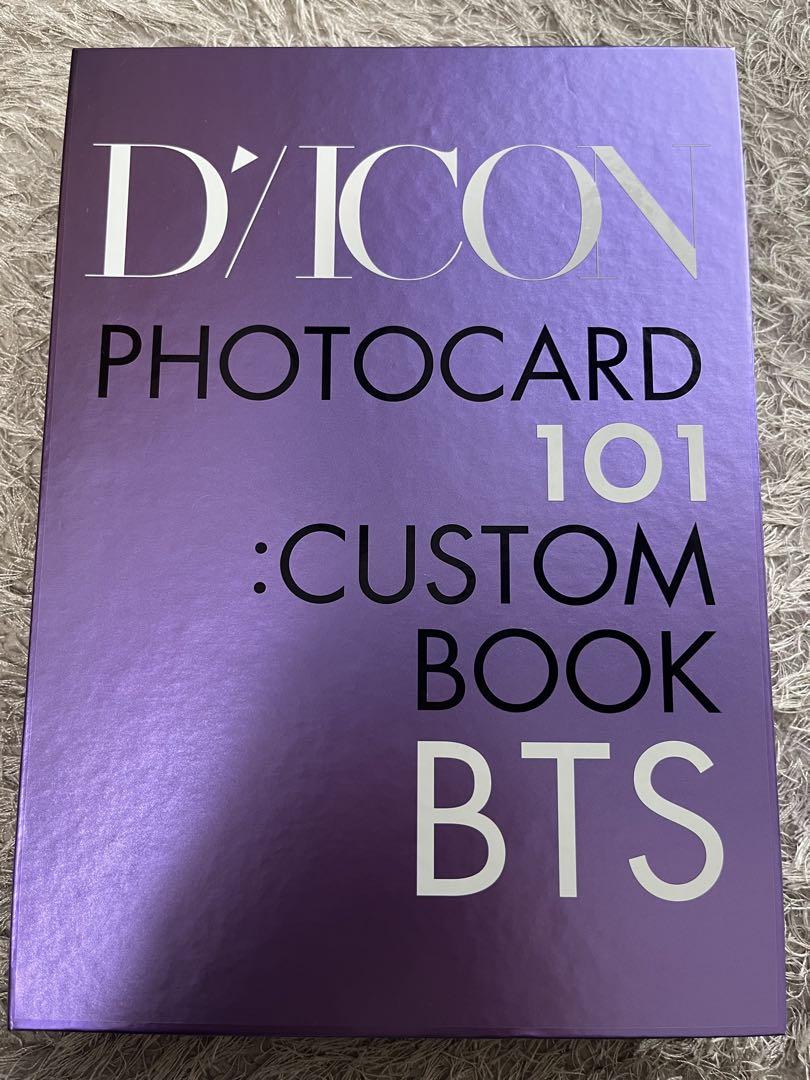 D'/ICON
PHOTOCARD
101
:CUSTOM
BOOK
BTS